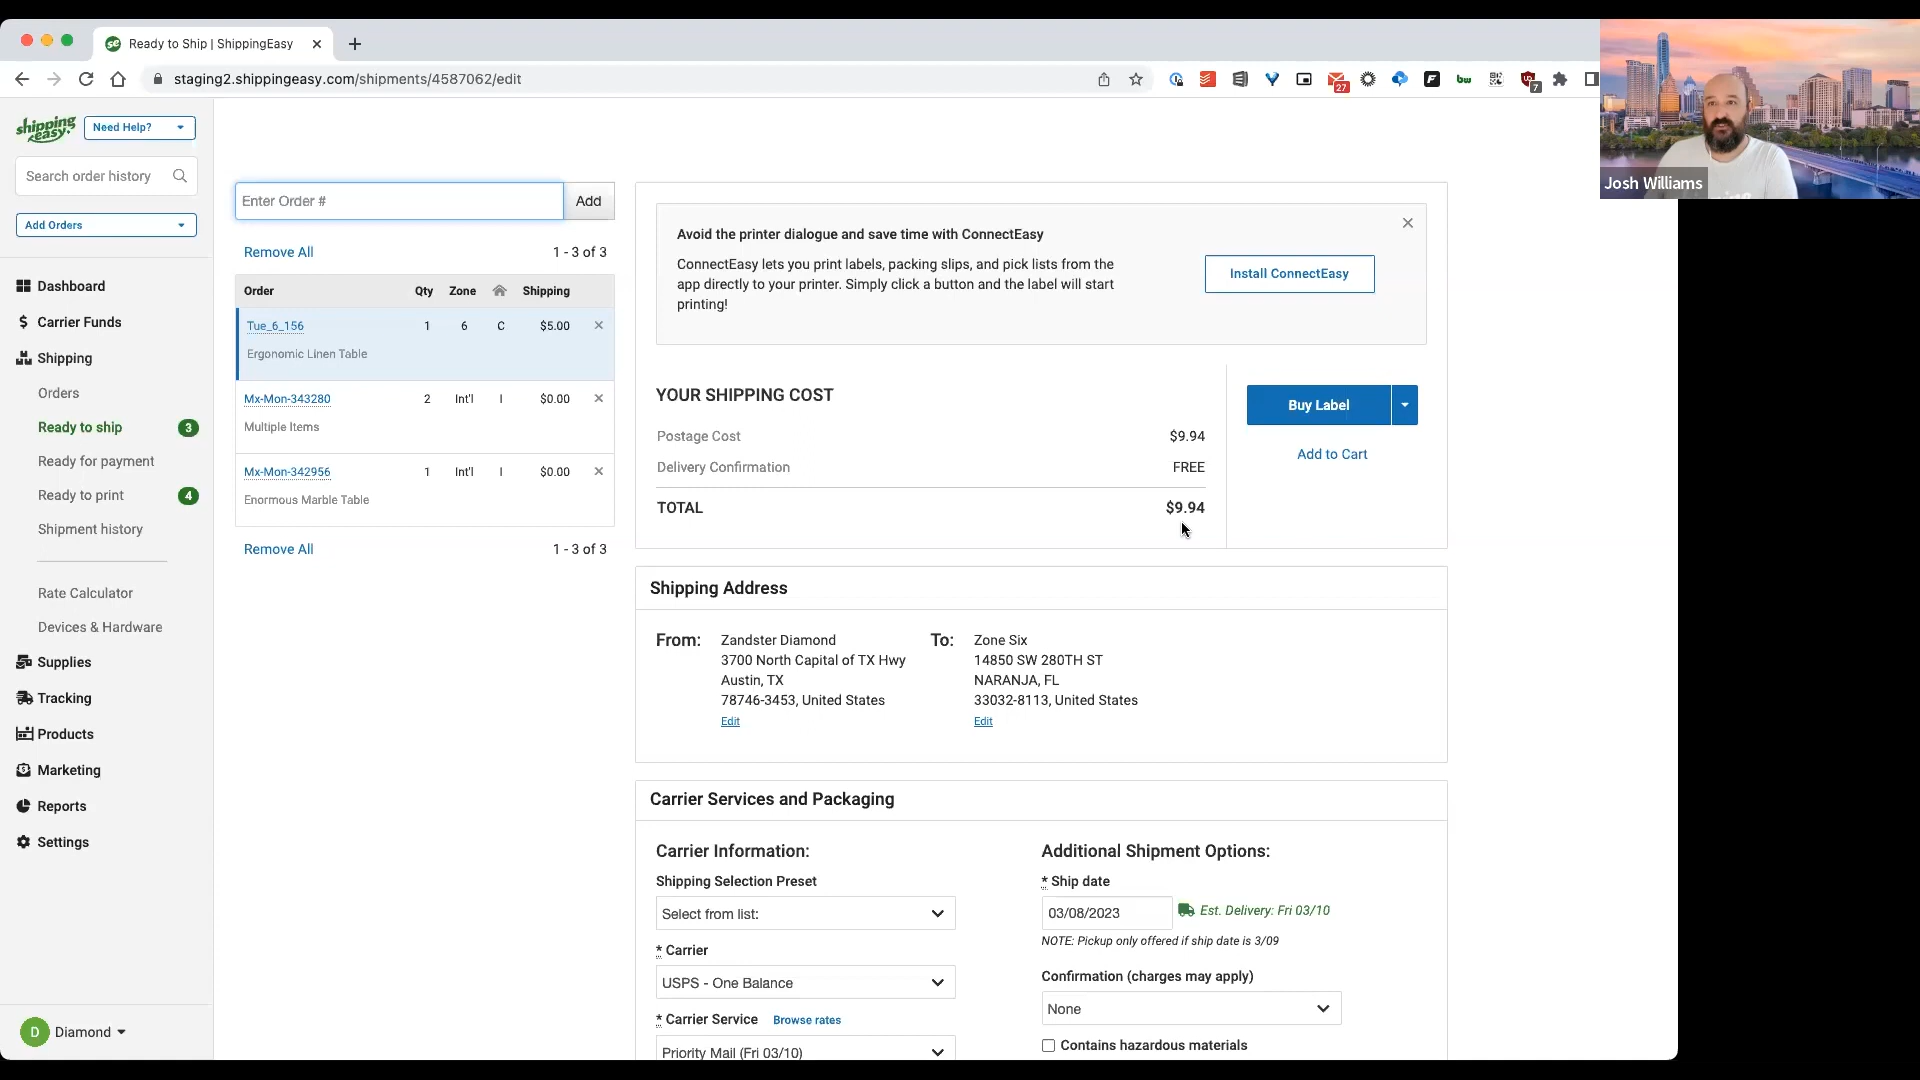 Ready to Ship | ShippingEasy
staging2.shippingeasy.com/shipments/4587062/edit
27
bw
7
Josh Williams
shipping easy
Need Help?
Search order history
Add Orders
Dashboard
Carrier Funds
Shipping
Orders
Ready to ship 3
Ready for payment
Ready to print 4
Shipment history
Rate Calculator
Devices & Hardware
Supplies
Tracking
Products
Marketing
Reports
Settings
D Diamond
Enter Order # Add
Remove All 1 - 3 of 3
Order Qty Zone Shipping
Tue_6_156 1 6 C $5.00
Ergonomic Linen Table
Mx-Mon-343280 2 Int'l I $0.00
Multiple Items
Mx-Mon-342956 1 Int'l I $0.00
Enormous Marble Table
Remove All 1 - 3 of 3
Avoid the printer dialogue and save time with ConnectEasy
ConnectEasy lets you print labels, packing slips, and pick lists from the
app directly to your printer. Simply click a button and the label will start
printing!
Install ConnectEasy
YOUR SHIPPING COST
Postage Cost $9.94
Delivery Confirmation FREE
TOTAL $9.94
Buy Label
Add to Cart
Shipping Address
From: Zandster Diamond
3700 North Capital of TX Hwy
Austin, TX
78746-3453, United States
Edit
To: Zone Six
14850 SW 280TH ST
NARANJA, FL
33032-8113, United States
Edit
Carrier Services and Packaging
Carrier Information:
Shipping Selection Preset
Select from list:
* Carrier
USPS - One Balance
* Carrier Service Browse rates
Priority Mail (Fri 03/10)
Additional Shipment Options:
* Ship date
03/08/2023 Est. Delivery: Fri 03/10
NOTE: Pickup only offered if ship date is 3/09
Confirmation (charges may apply)
None
Contains hazardous materials